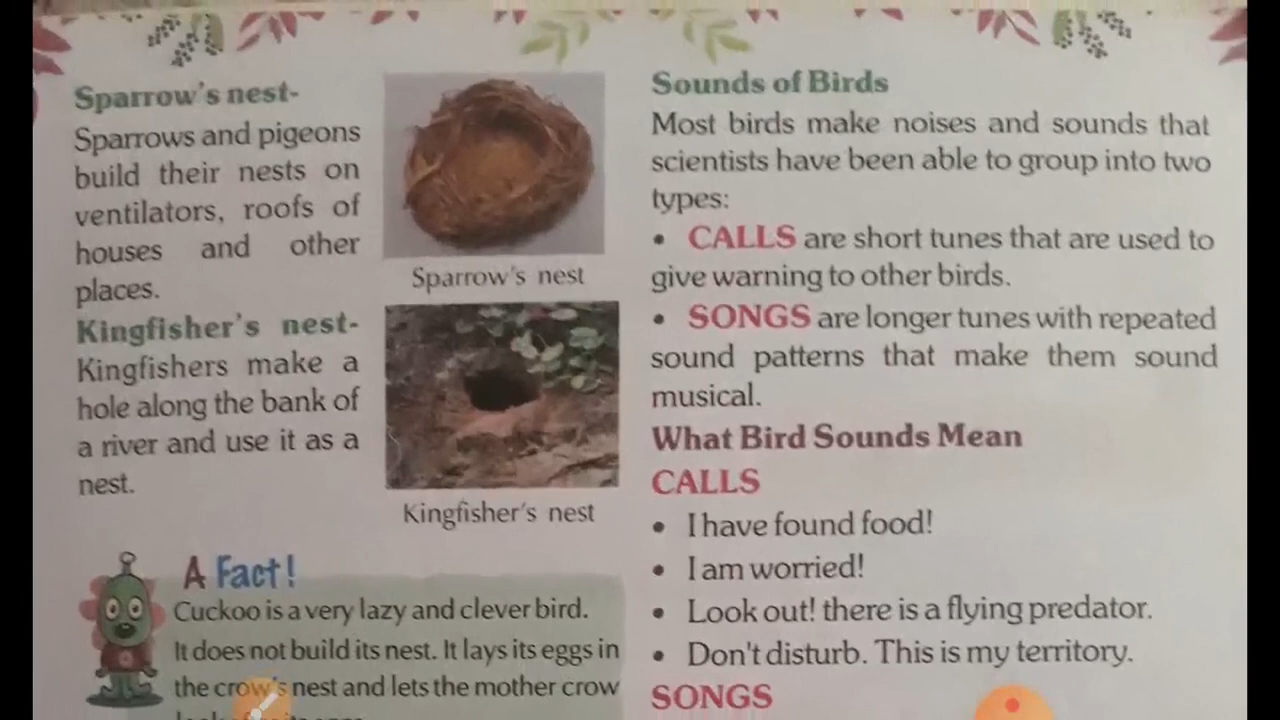 Sparrow's nest-
Sparrows and pigeons
build their nests on
ventilators, roofs of
houses and other
places.
Sparrow's nest
Kingfisher's nest-
Kingfishers make a
hole along the bank of
a river and use it as a
nest.
Kingfisher's nest
A Fact!
Cuckoo is a very lazy and clever bird.
It does not build its nest. It lays its eggs in
the crow's nest and lets the mother crow
Sounds of Birds
Most birds make noises and sounds that
scientists have been able to group into two
types:
• CALLS are short tunes that are used to
give warning to other birds.
• SONGS are longer tunes with repeated
sound patterns that make them sound
musical.
What Bird Sounds Mean
CALLS
• I have found food!
• I am worried!
• Look out! there is a flying predator.
• Don't disturb. This is my territory.
SONGS